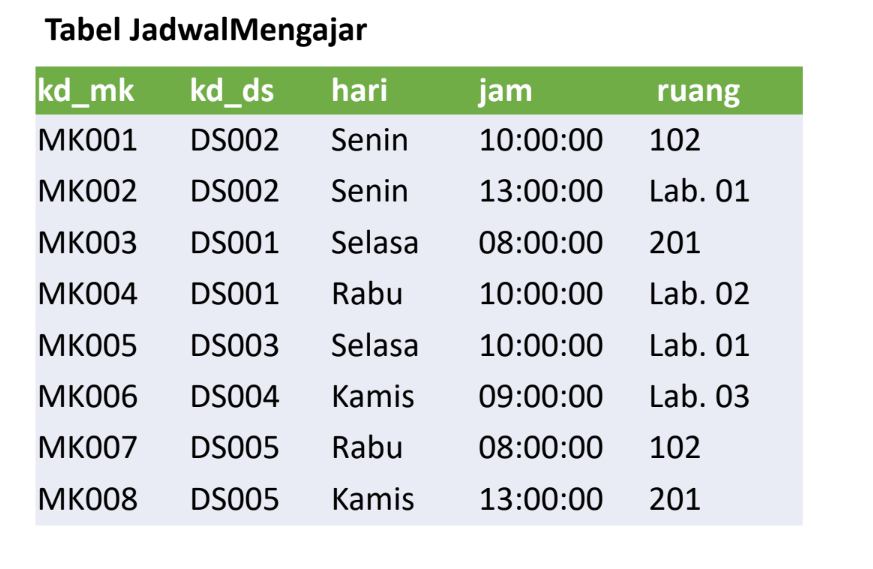 Tabel JadwalMengajar
kd_mk kd_ds hari jam ruang
MK001 DS002 Senin 10:00:00 102
MK002 DS002 Senin 13:00:00 Lab. 01
MK003 DS001 Selasa 08:00:00 201
MK004 DS001 Rabu 10:00:00 Lab. 02
MK005 DS003 Selasa 10:00:00 Lab. 01
MK006 DS004 Kamis 09:00:00 Lab. 03
MK007 DS005 Rabu 08:00:00 102
MK008 DS005 Kamis 13:00:00 201